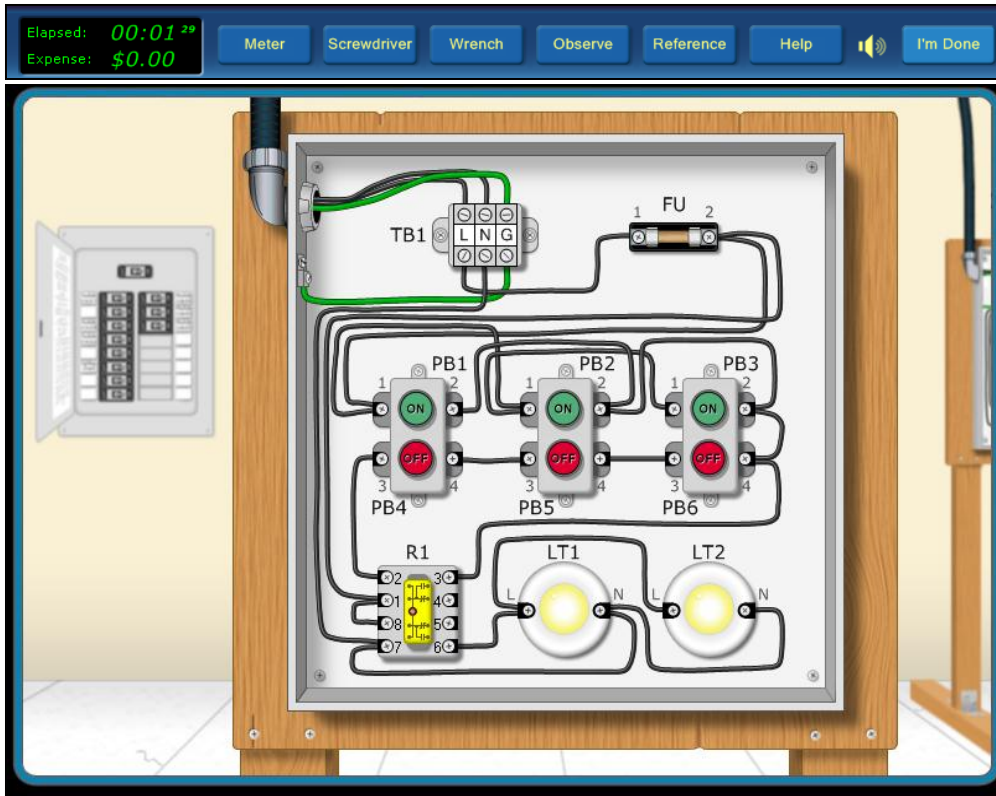 Elapsed: 00:01 29
Expense: $0.00
Meter
Screwdriver
Wrench
Observe
Reference
Help
I'm Done
TB1 L N G
1 FU 2
PB1 PB2 PB3
1 2 1 2 1 2
ON ON ON
OFF OFF OFF
3 4 3 4 3 4
PB4 PB5 PB6
R1 LT1 LT2
2 3
1 4
8 5
7 6
L N L N